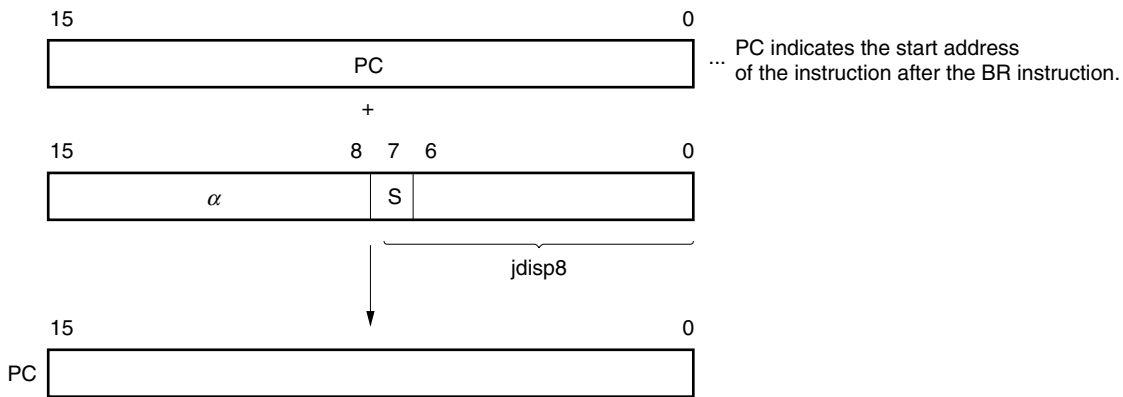 15 0
PC
... PC indicates the start address
of the instruction after the BR instruction.
+
15 8 7 6 0
α S
jdisp8
15 0
PC